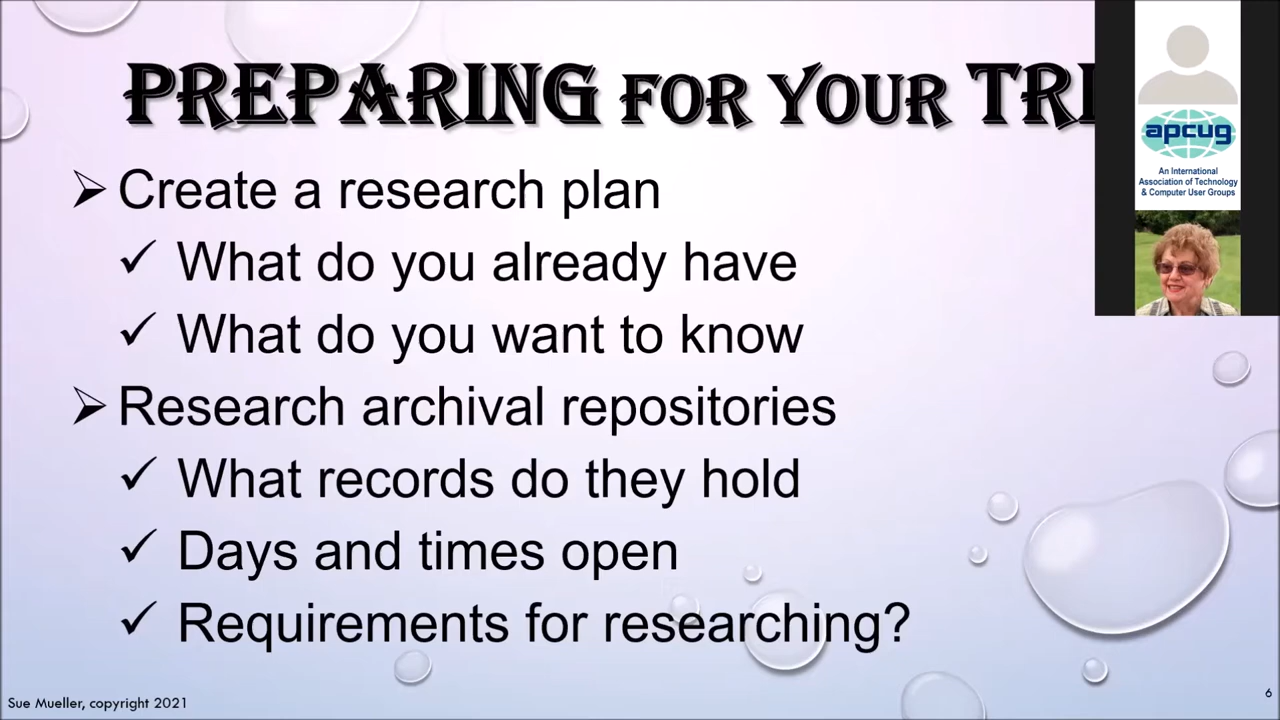 PREPARING FOR YOUR TRI
Create a research plan
What do you already have
What do you want to know
Research archival repositories
What records do they hold
Days and times open
Requirements for researching?
apcug
An International
Association of Technology
& Computer User Groups
Sue Mueller, copyright 2021
6